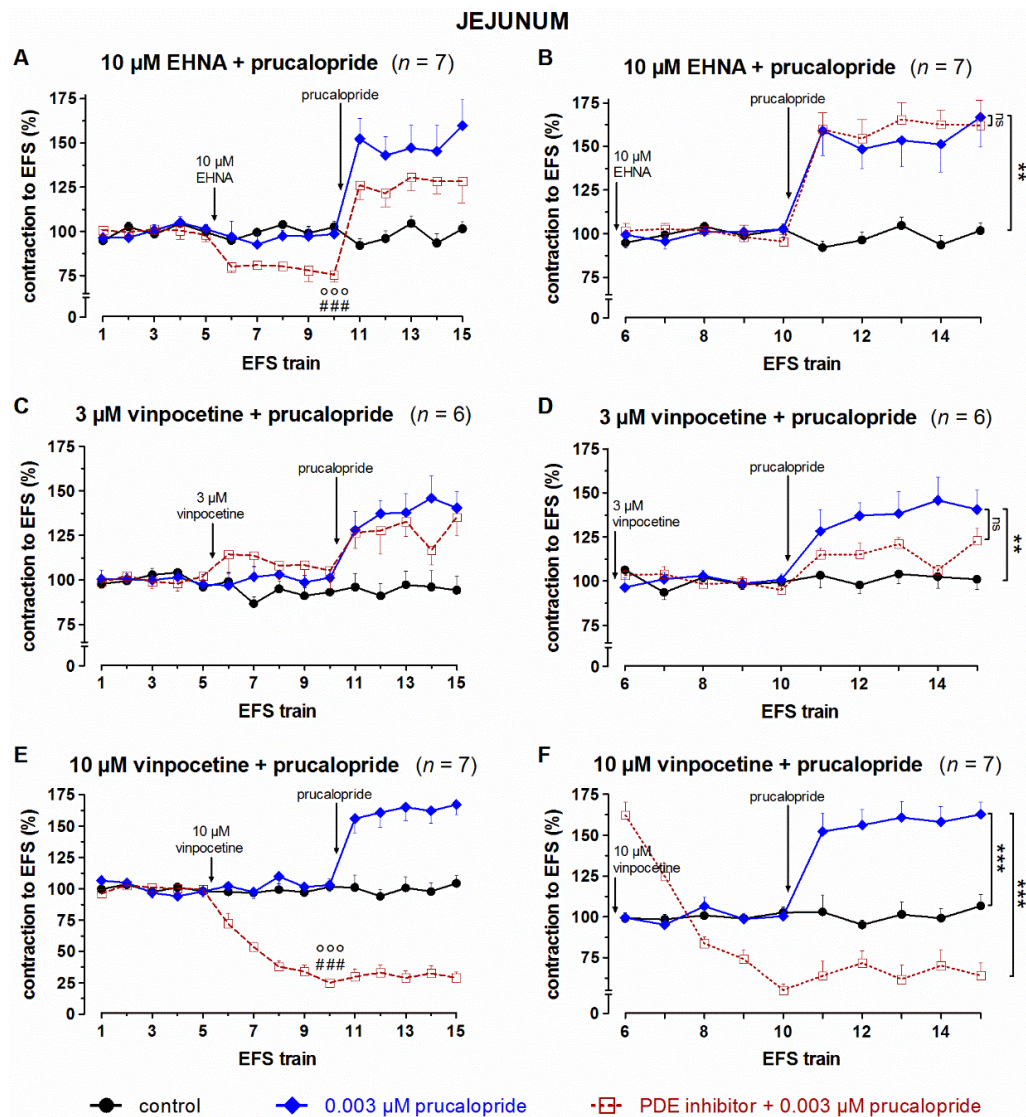 JEJUNUM
A
10 µM EHNA + prucalopride (n = 7)
contraction to EFS (%)
175
150
125
100
75
0
10 µM
EHNA
prucalopride
°°°
###
1 3 5 7 9 11 13 15
EFS train
B
10 µM EHNA + prucalopride (n = 7)
contraction to EFS (%)
175
150
125
100
75
0
10 µM
EHNA
prucalopride
ns
**
6 8 10 12 14
EFS train
C
3 µM vinpocetine + prucalopride (n = 6)
contraction to EFS (%)
175
150
125
100
75
0
3 µM
vinpocetine
prucalopride
1 3 5 7 9 11 13 15
EFS train
D
3 µM vinpocetine + prucalopride (n = 6)
contraction to EFS (%)
175
150
125
100
75
0
3 µM
vinpocetine
prucalopride
ns
**
6 8 10 12 14
EFS train
E
10 µM vinpocetine + prucalopride (n = 7)
contraction to EFS (%)
175
150
125
100
75
50
25
0
10 µM
vinpocetine
prucalopride
°°°
###
1 3 5 7 9 11 13 15
EFS train
F
10 µM vinpocetine + prucalopride (n = 7)
contraction to EFS (%)
175
150
125
100
75
0
10 µM
vinpocetine
prucalopride
***
***
6 8 10 12 14
EFS train
control 0.003 µM prucalopride PDE inhibitor + 0.003 µM prucalopride